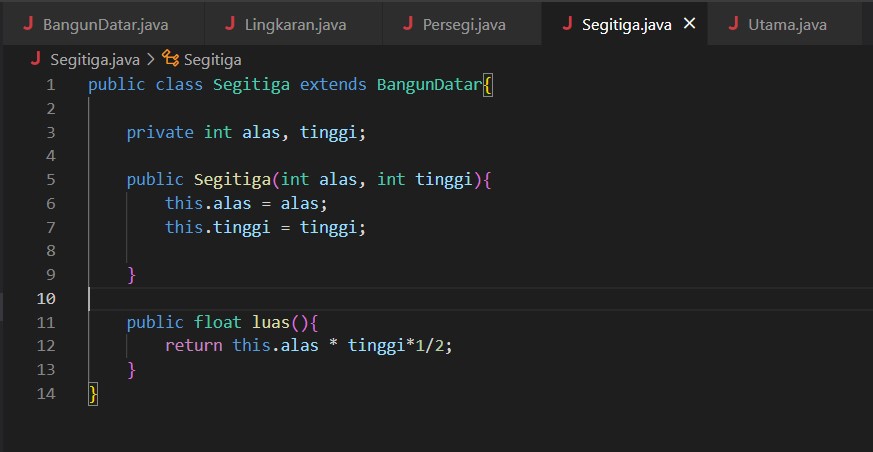 J BangunDatar.java J Lingkaran.java J Persegi.java J Segitiga.java × J Utama.java
J Segitiga.java > Segitiga
1 public class Segitiga extends BangunDatar{
2
3     private int alas, tinggi;
4
5     public Segitiga(int alas, int tinggi){
6         this.alas = alas;
7         this.tinggi = tinggi;
8
9     }
10
11     public float luas(){
12         return this.alas * tinggi*1/2;
13     }
14 }